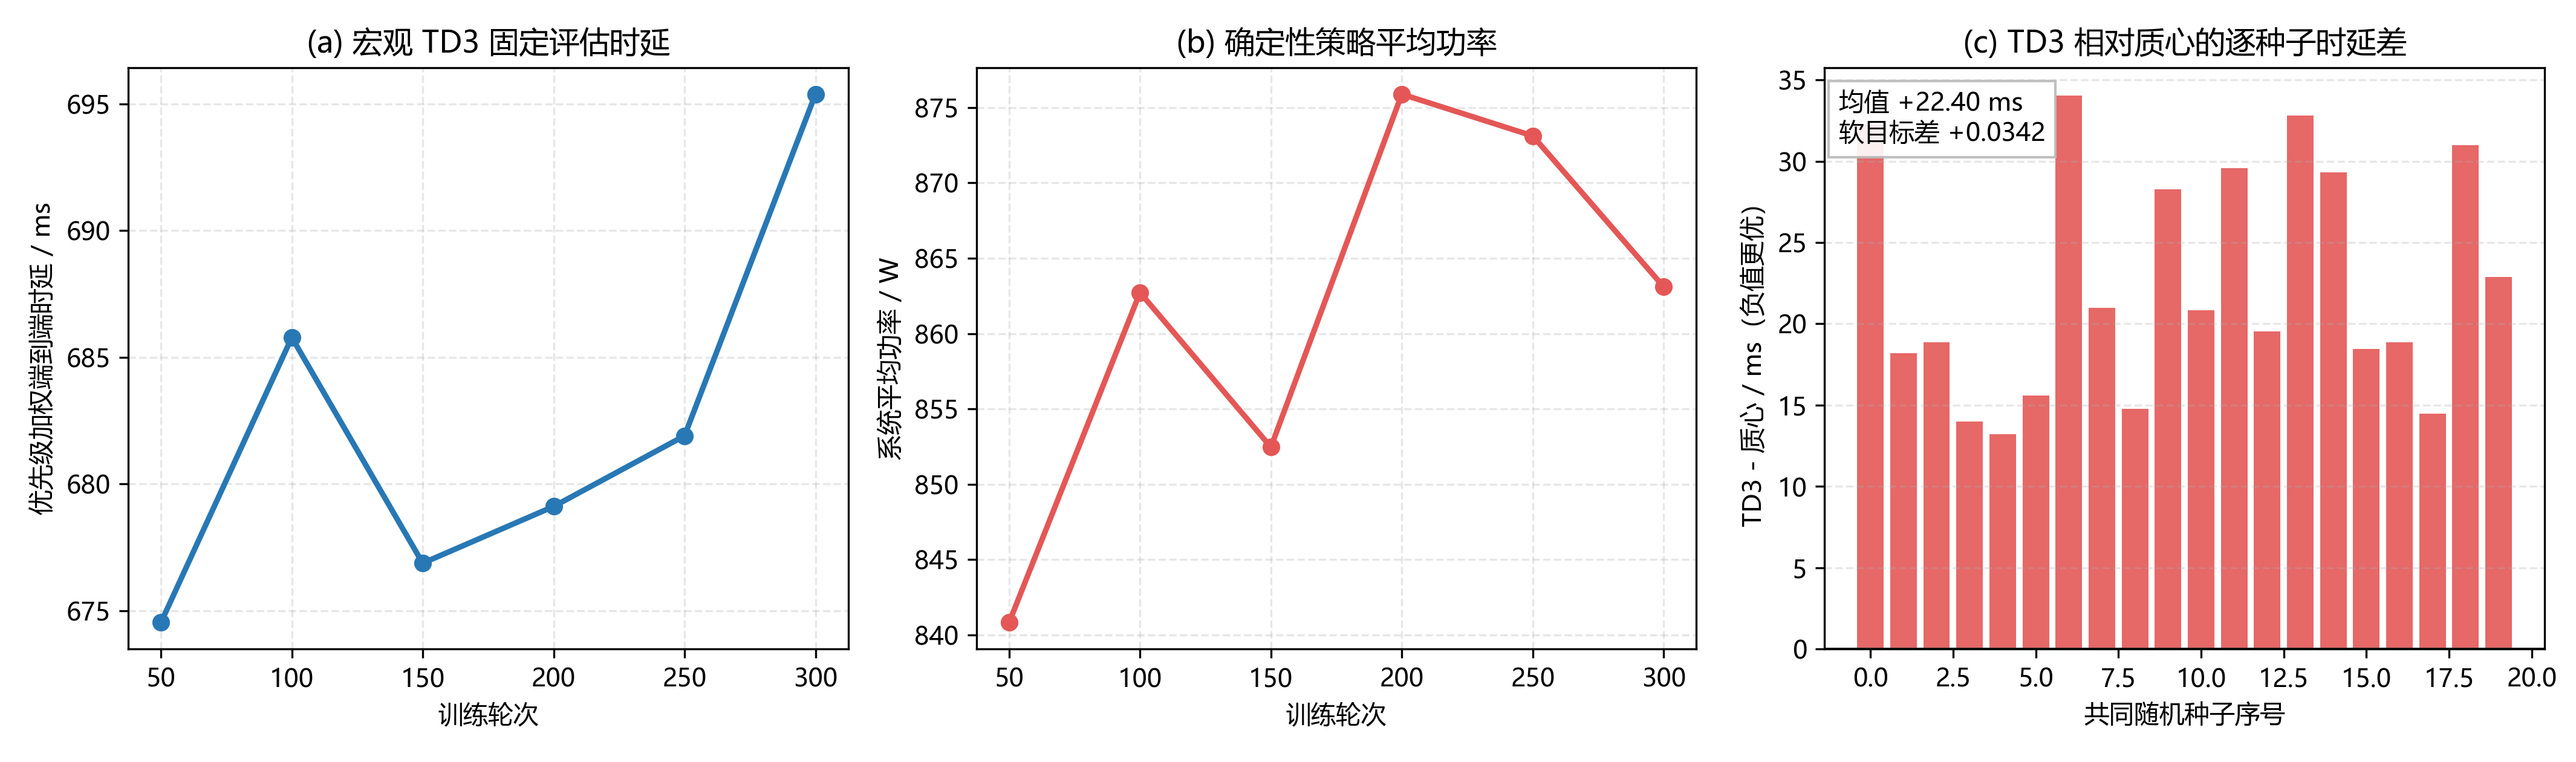 (a) 宏观 TD3 固定评估时延
优先级加权端到端时延 / ms
695
690
685
680
675
50 100 150 200 250 300
训练轮次
(b) 确定性策略平均功率
系统平均功率 / W
875
870
865
860
855
850
845
840
50 100 150 200 250 300
训练轮次
(c) TD3 相对质心的逐种子时延差
TD3 - 质心 / ms（负值更优）
均值 +22.40 ms
软目标差 +0.0342
35
30
25
20
15
10
5
0
0.0 2.5 5.0 7.5 10.0 12.5 15.0 17.5 20.0
共同随机种子序号